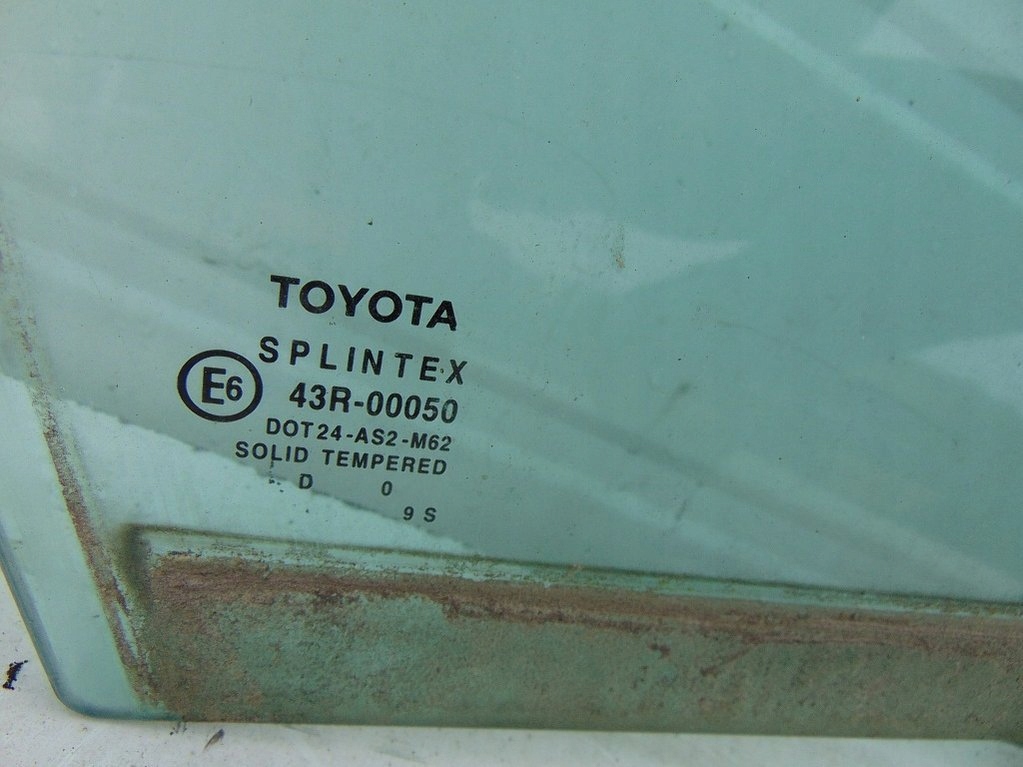 TOYOTA
SPLINTEX
E6
43R-00050
DOT24-AS2-M62
SOLID TEMPERED
D 0
9 S